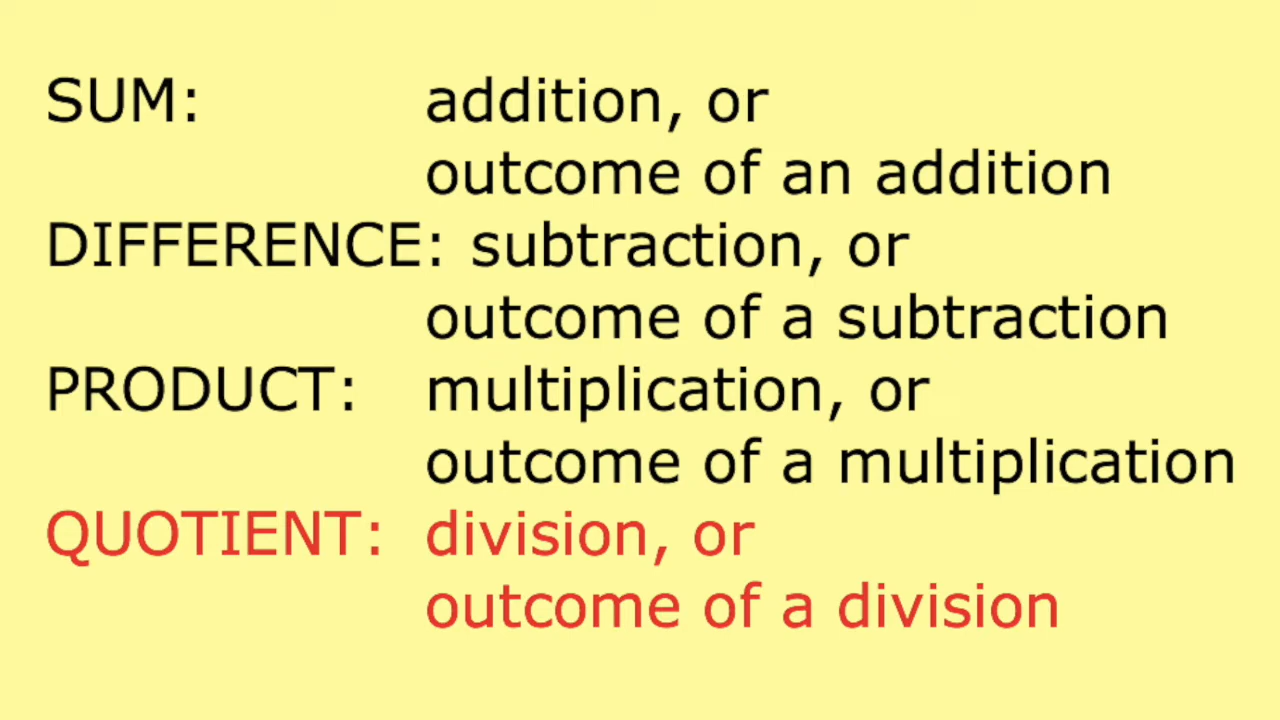 SUM: addition, or
outcome of an addition
DIFFERENCE: subtraction, or
outcome of a subtraction
PRODUCT: multiplication, or
outcome of a multiplication
QUOTIENT: division, or
outcome of a division